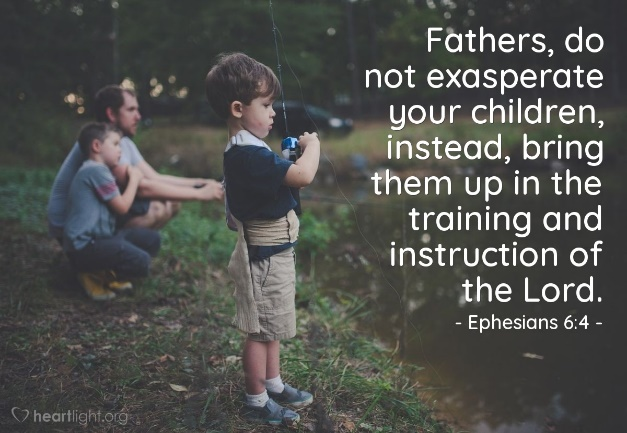 Fathers, do
not exasperate
your children,
instead, bring
them up in the
training and
instruction of
the Lord.
- Ephesians 6:4 -
heartlight.org